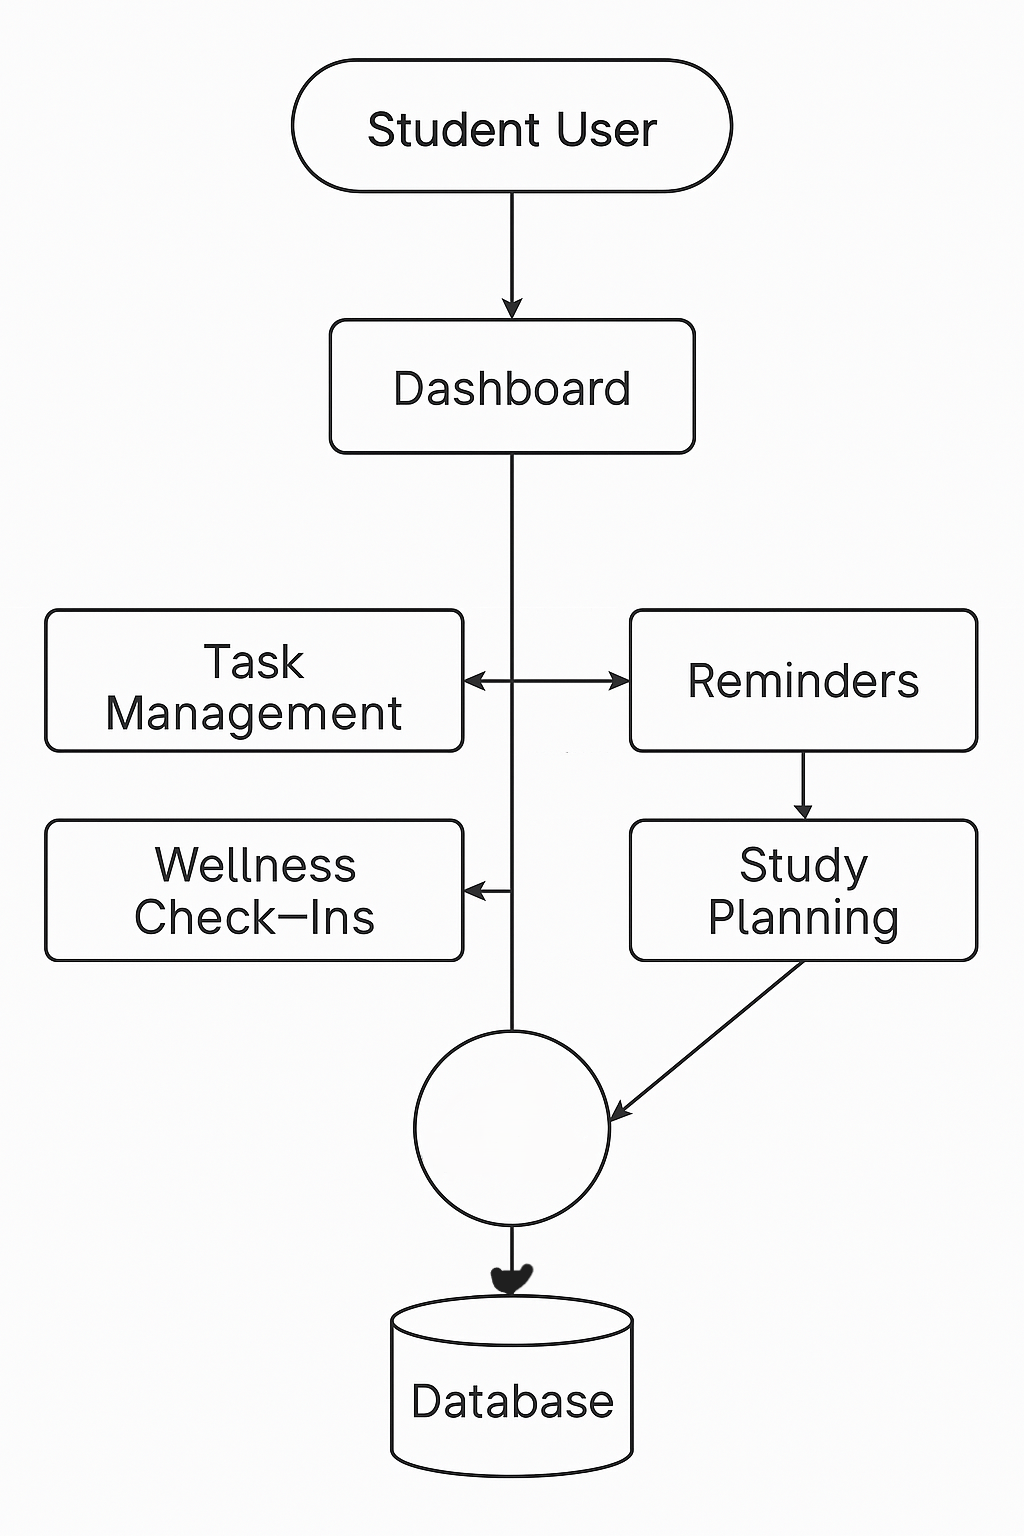 Student User
Dashboard
Task
Management
Reminders
Wellness
Check–Ins
Study
Planning
Database